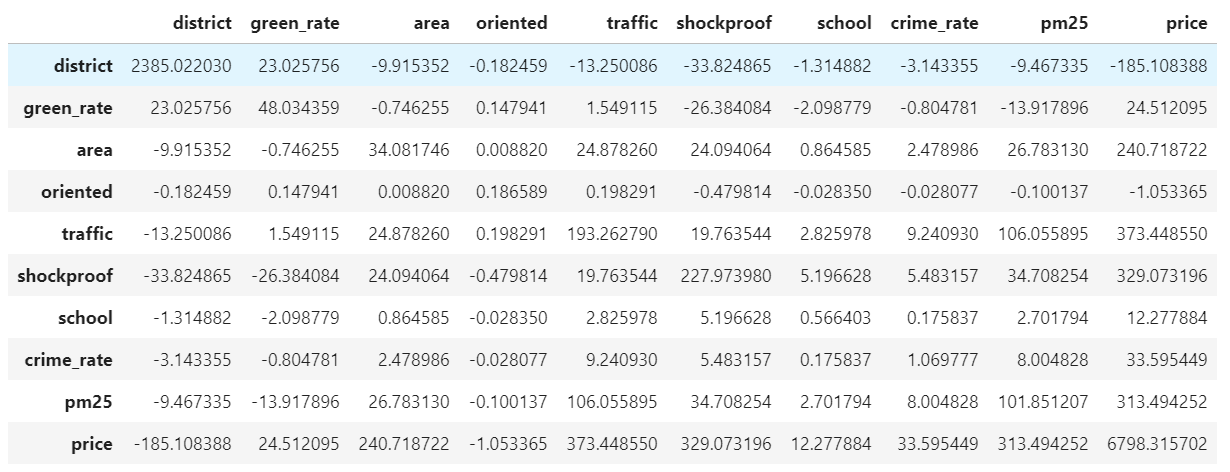 district green_rate area oriented traffic shockproof school crime_rate pm25 price
district 2385.022030 23.025756 -9.915352 -0.182459 -13.250086 -33.824865 -1.314882 -3.143355 -9.467335 -185.108388
green_rate 23.025756 48.034359 -0.746255 0.147941 1.549115 -26.384084 -2.098779 -0.804781 -13.917896 24.512095
area -9.915352 -0.746255 34.081746 0.008820 24.878260 24.094064 0.864585 2.478986 26.783130 240.718722
oriented -0.182459 0.147941 0.008820 0.186589 0.198291 -0.479814 -0.028350 -0.028077 -0.100137 -1.053365
traffic -13.250086 1.549115 24.878260 0.198291 193.262790 19.763544 2.825978 9.240930 106.055895 373.448550
shockproof -33.824865 -26.384084 24.094064 -0.479814 19.763544 227.973980 5.196628 5.483157 34.708254 329.073196
school -1.314882 -2.098779 0.864585 -0.028350 2.825978 5.196628 0.566403 0.175837 2.701794 12.277884
crime_rate -3.143355 -0.804781 2.478986 -0.028077 9.240930 5.483157 0.175837 1.069777 8.004828 33.595449
pm25 -9.467335 -13.917896 26.783130 -0.100137 106.055895 34.708254 2.701794 8.004828 101.851207 313.494252
price -185.108388 24.512095 240.718722 -1.053365 373.448550 329.073196 12.277884 33.595449 313.494252 6798.315702